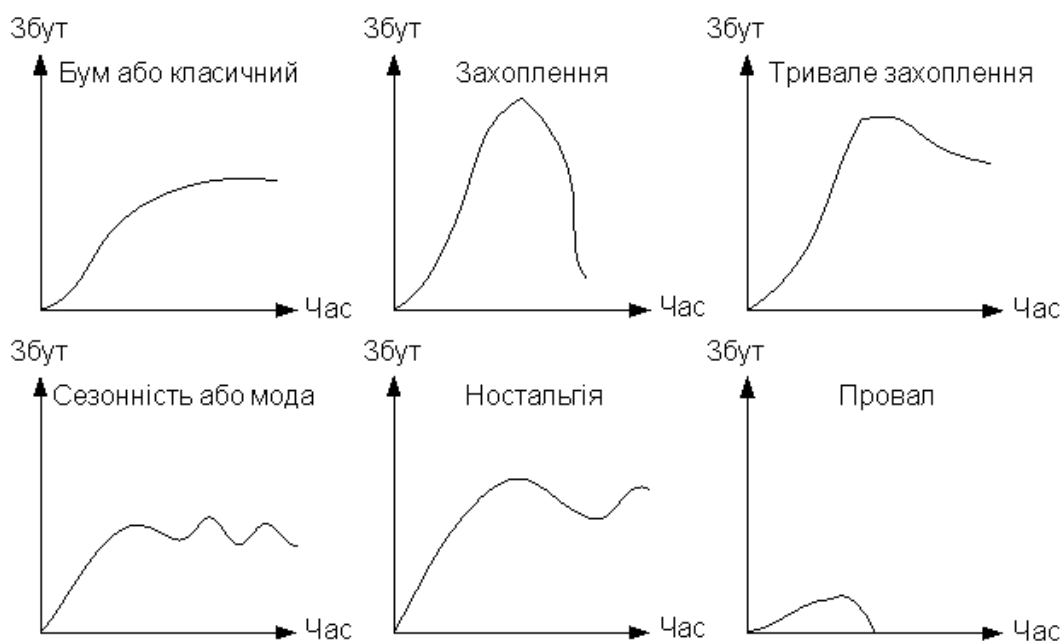 Збут
Бум або класичний
Час
Збут
Захоплення
Час
Збут
Тривале захоплення
Час
Збут
Сезонність або мода
Час
Збут
Ностальгія
Час
Збут
Провал
Час